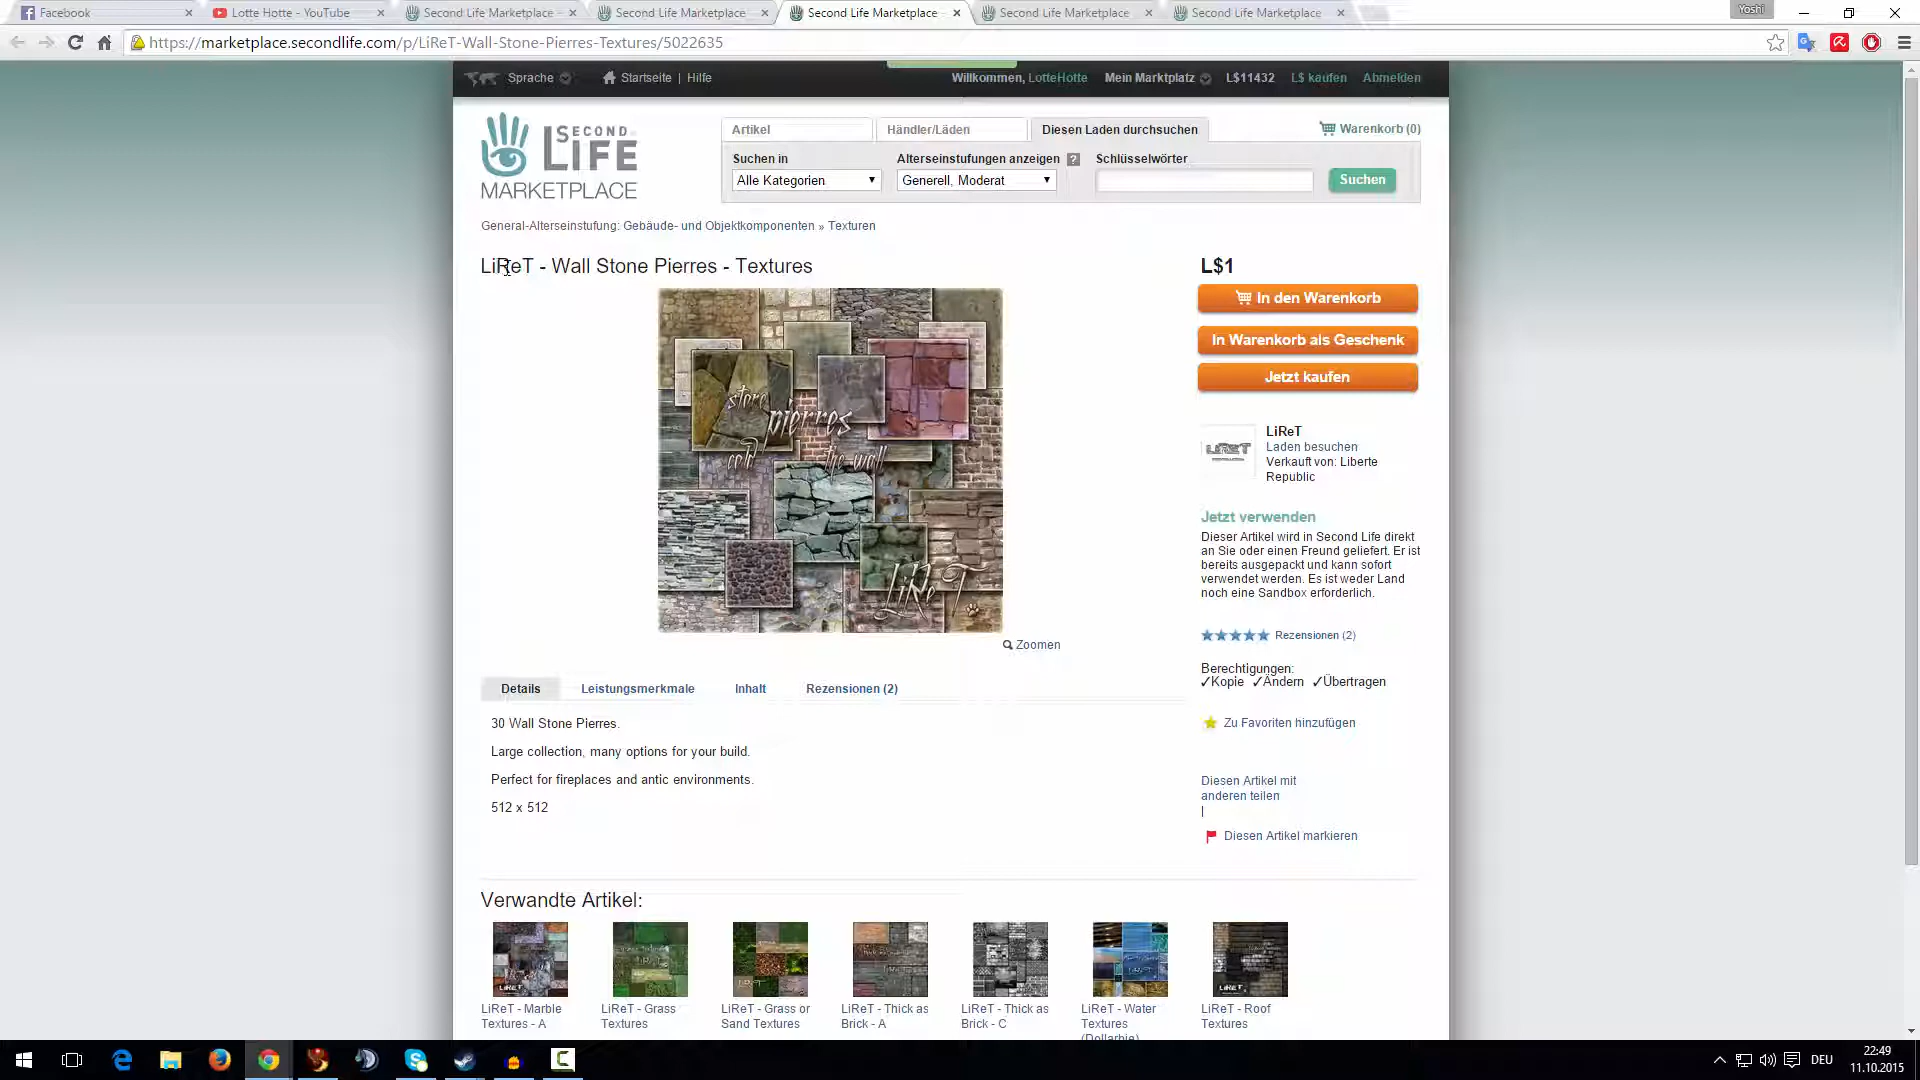 Facebook
Lotte Hotte - YouTube
Second Life Marketplace -
Second Life Marketplace
Second Life Marketplace
Second Life Marketplace
Second Life Marketplace
Yoshi
https://marketplace.secondlife.com/p/LiReT-Wall-Stone-Pierres-Textures/5022635
Sprache
Startseite | Hilfe
Willkommen, LotteHotte
Mein Marktplatz
L$11432
L$ kaufen
Abmelden
SECOND
LIFE
MARKETPLACE
Artikel
Händler/Läden
Diesen Laden durchsuchen
Warenkorb (0)
Suchen in
Alterseinstufungen anzeigen ?
Schlüsselwörter
Alle Kategorien
Generell, Moderat
Suchen
General-Alterseinstufung: Gebäude- und Objektkomponenten » Texturen
LiReT - Wall Stone Pierres - Textures
L$1
In den Warenkorb
In Warenkorb als Geschenk
Jetzt kaufen
stone
pierres
cold
the wall
LiReT
LiReT
LiReT
Laden besuchen
Verkauft von: Liberte
Republic
Jetzt verwenden
Dieser Artikel wird in Second Life direkt
an Sie oder einen Freund geliefert. Er ist
bereits ausgepackt und kann sofort
verwendet werden. Es ist weder Land
noch eine Sandbox erforderlich.
Zoomen
Rezensionen (2)
Berechtigungen:
✓Kopie ✓Ändern ✓Übertragen
Details
Leistungsmerkmale
Inhalt
Rezensionen (2)
Zu Favoriten hinzufügen
30 Wall Stone Pierres.
Large collection, many options for your build.
Perfect for fireplaces and antic environments.
512 x 512
Diesen Artikel mit
anderen teilen
|
Diesen Artikel markieren
Verwandte Artikel:
LiReT - Marble
Textures - A
LiReT - Grass
Textures
LiReT - Grass or
Sand Textures
LiReT - Thick as
Brick - A
LiReT - Thick as
Brick - C
LiReT - Water
Textures
(Dollarbie)
LiReT - Roof
Textures
DEU
22:49
11.10.2015